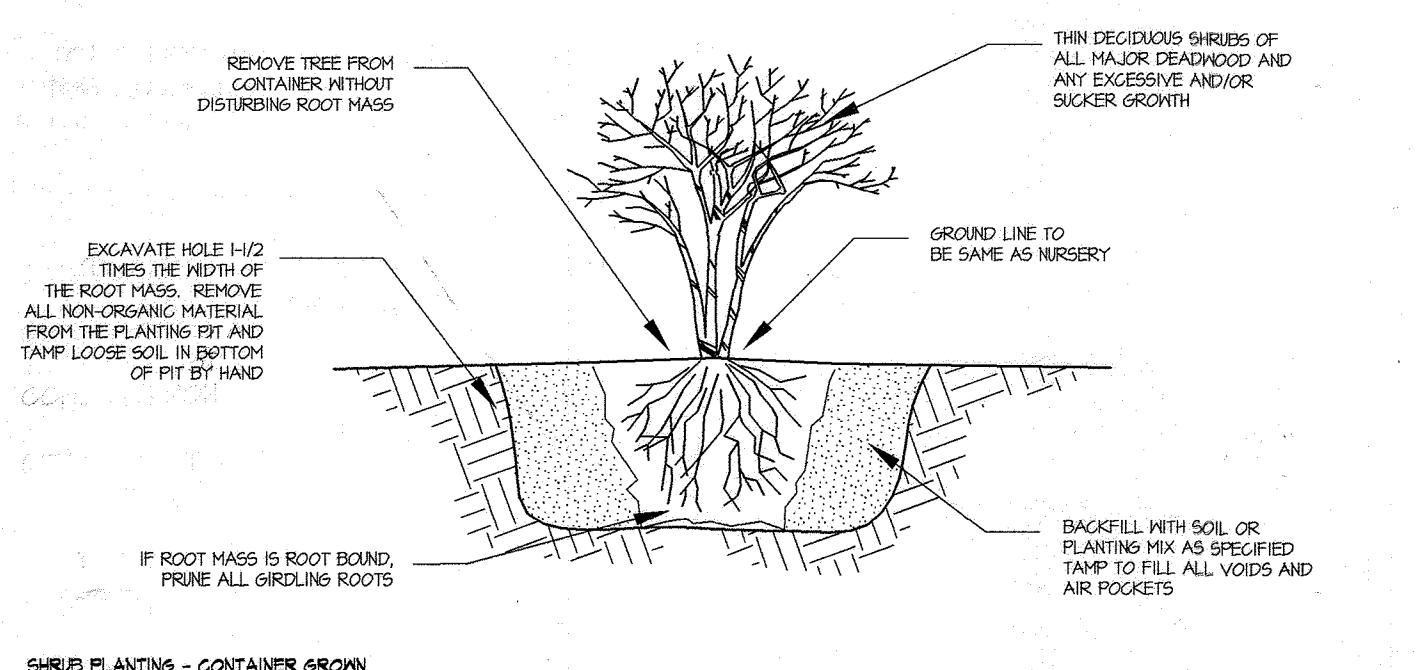 REMOVE TREE FROM
CONTAINER WITHOUT
DISTURBING ROOT MASS
THIN DECIDUOUS SHRUBS OF
ALL MAJOR DEADWOOD AND
ANY EXCESSIVE AND/OR
SUCKER GROWTH
EXCAVATE HOLE 1-1/2
TIMES THE WIDTH OF
THE ROOT MASS. REMOVE
ALL NON-ORGANIC MATERIAL
FROM THE PLANTING PIT AND
TAMP LOOSE SOIL IN BOTTOM
OF PIT BY HAND
GROUND LINE TO
BE SAME AS NURSERY
IF ROOT MASS IS ROOT BOUND,
PRUNE ALL GIRDLING ROOTS
BACKFILL WITH SOIL OR
PLANTING MIX AS SPECIFIED
TAMP TO FILL ALL VOIDS AND
AIR POCKETS
SHRUB PLANTING - CONTAINER GROWN